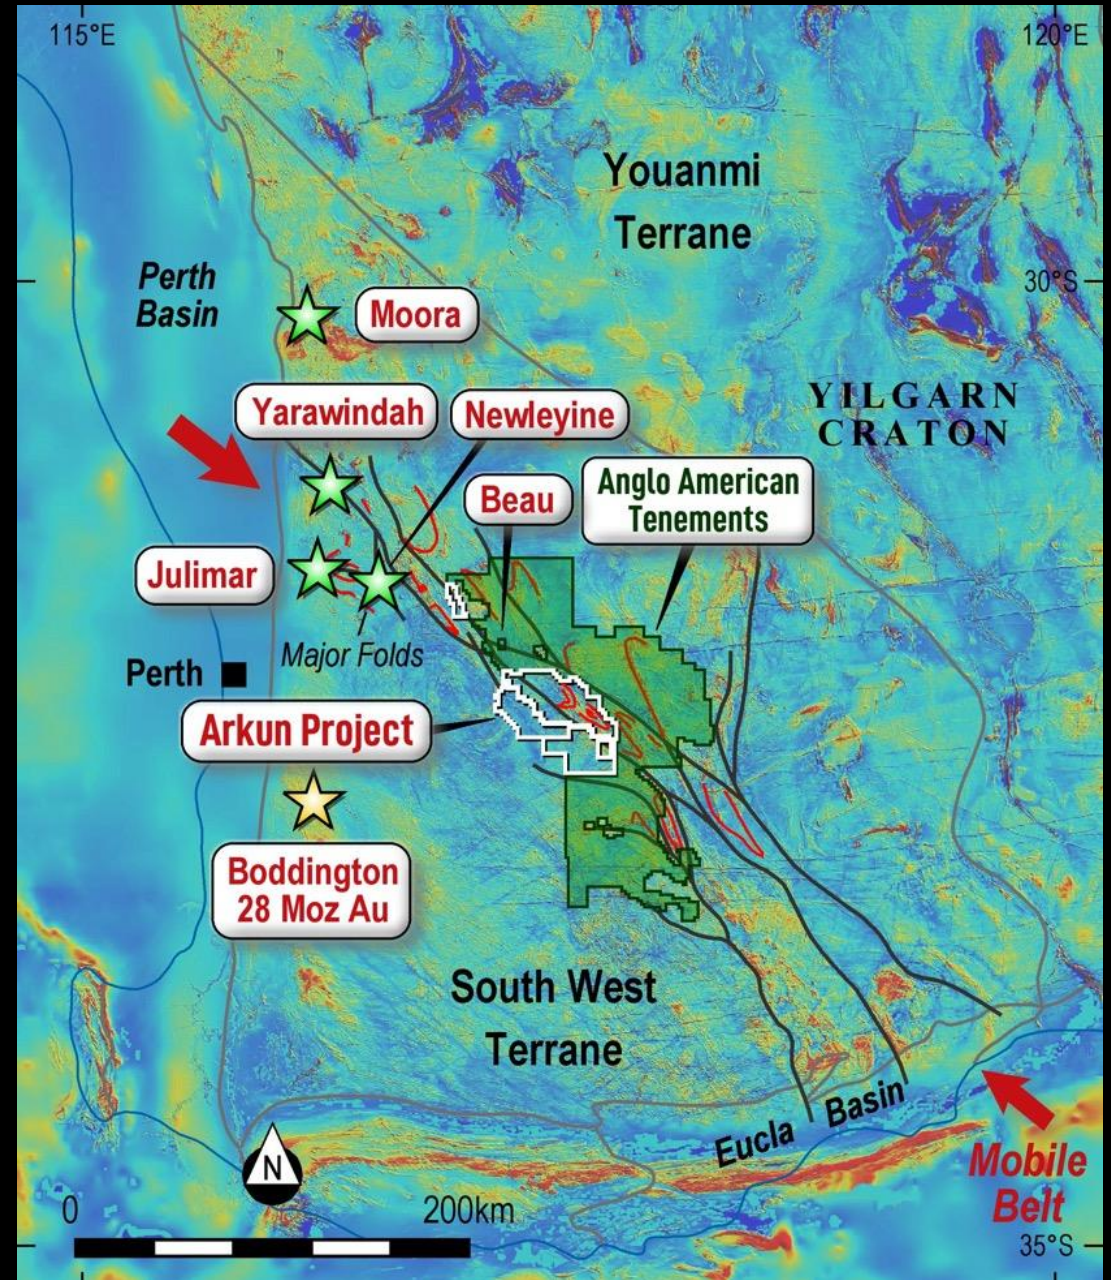 115°E
120°E
Youanmi
Terrane
Perth
Basin
30°S
Moora
YILGARN
CRATON
Yarawindah
Newleyine
Beau
Anglo American
Tenements
Julimar
Major Folds
Perth
Arkun Project
Boddington
28 Moz Au
South West
Terrane
Eucla Basin
Mobile
Belt
N
0
200km
35°S